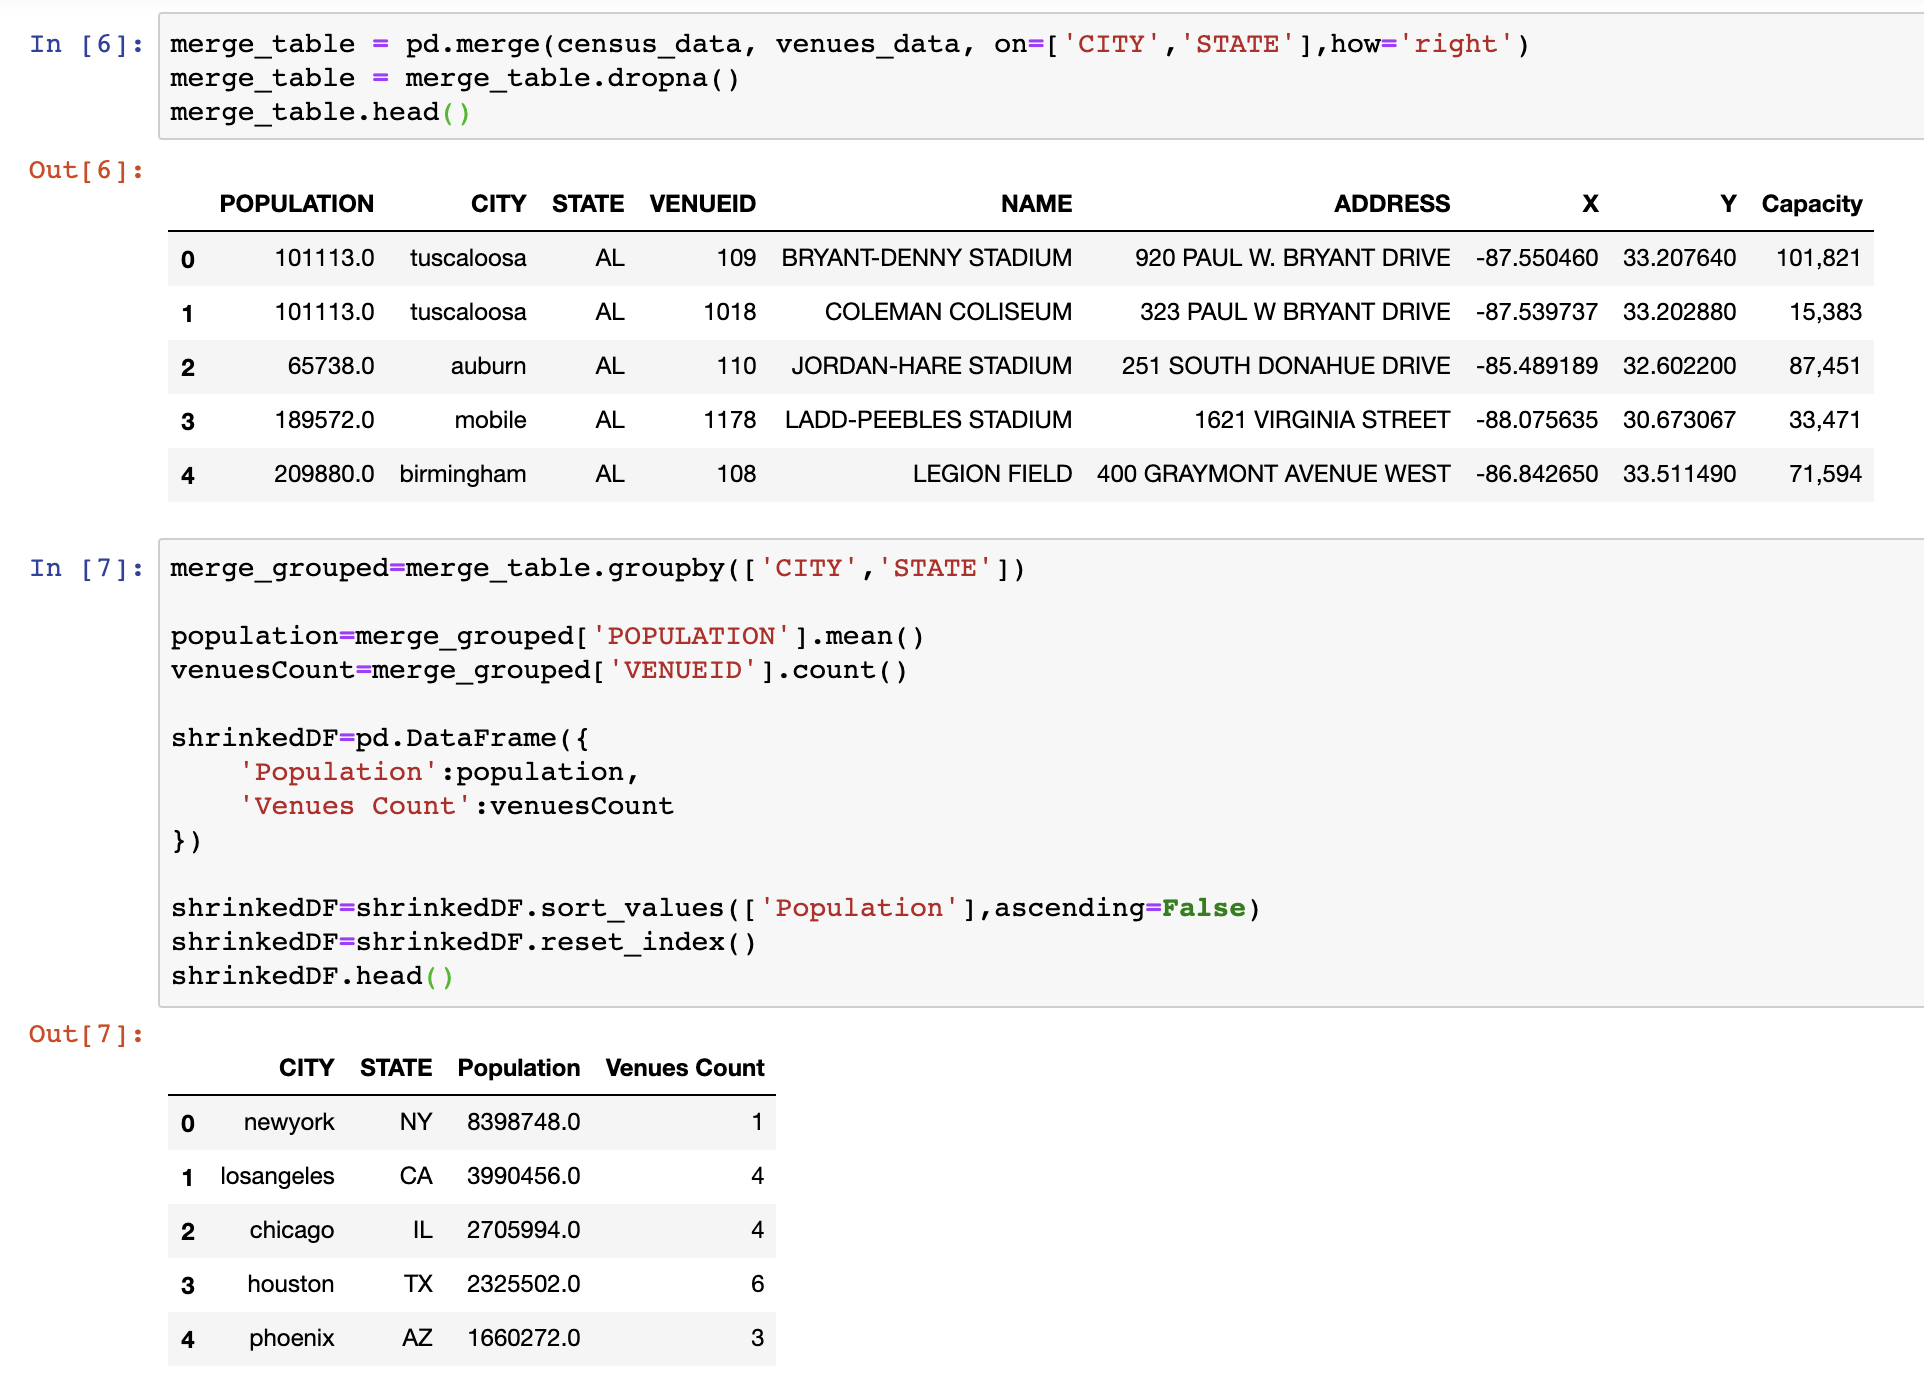 In [6]: merge_table = pd.merge(census_data, venues_data, on=['CITY','STATE'],how='right')
merge_table = merge_table.dropna()
merge_table.head()
Out[6]:
POPULATION CITY STATE VENUEID NAME ADDRESS X Y Capacity
0 101113.0 tuscaloosa AL 109 BRYANT-DENNY STADIUM 920 PAUL W. BRYANT DRIVE -87.550460 33.207640 101,821
1 101113.0 tuscaloosa AL 1018 COLEMAN COLISEUM 323 PAUL W BRYANT DRIVE -87.539737 33.202880 15,383
2 65738.0 auburn AL 110 JORDAN-HARE STADIUM 251 SOUTH DONAHUE DRIVE -85.489189 32.602200 87,451
3 189572.0 mobile AL 1178 LADD-PEEBLES STADIUM 1621 VIRGINIA STREET -88.075635 30.673067 33,471
4 209880.0 birmingham AL 108 LEGION FIELD 400 GRAYMONT AVENUE WEST -86.842650 33.511490 71,594
In [7]: merge_grouped=merge_table.groupby(['CITY','STATE'])
population=merge_grouped['POPULATION'].mean()
venuesCount=merge_grouped['VENUEID'].count()
shrinkedDF=pd.DataFrame({
'Population':population,
'Venues Count':venuesCount
})
shrinkedDF=shrinkedDF.sort_values(['Population'],ascending=False)
shrinkedDF=shrinkedDF.reset_index()
shrinkedDF.head()
Out[7]:
CITY STATE Population Venues Count
0 newyork NY 8398748.0 1
1 losangeles CA 3990456.0 4
2 chicago IL 2705994.0 4
3 houston TX 2325502.0 6
4 phoenix AZ 1660272.0 3